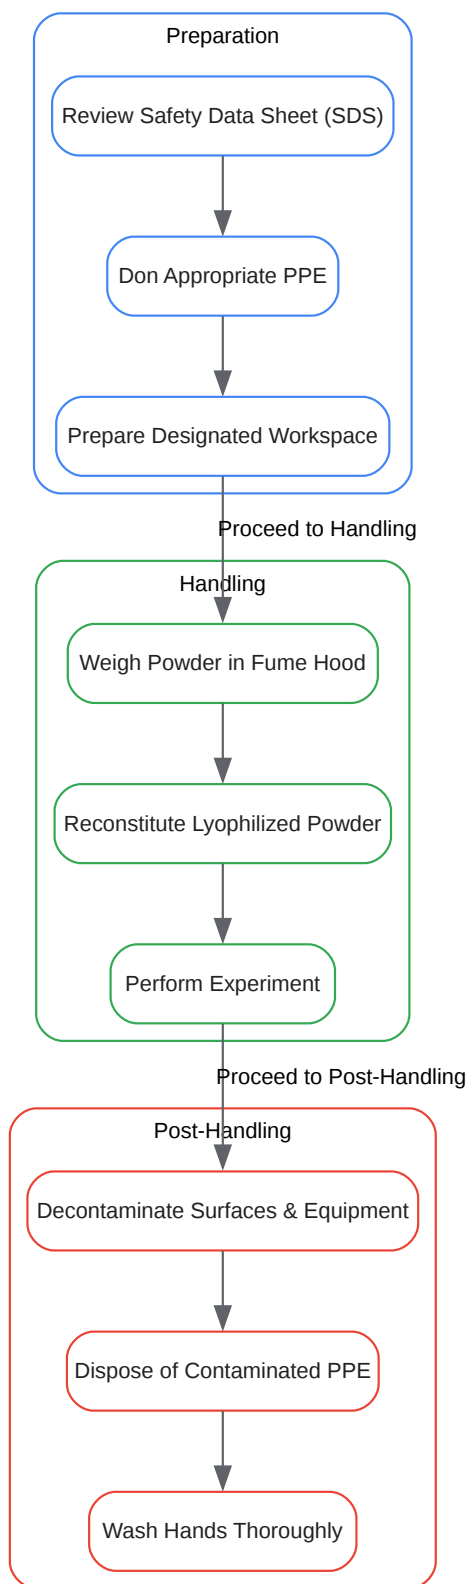 Preparation
Review Safety Data Sheet (SDS)
Don Appropriate PPE
Prepare Designated Workspace
Proceed to Handling
Handling
Weigh Powder in Fume Hood
Reconstitute Lyophilized Powder
Perform Experiment
Proceed to Post-Handling
Post-Handling
Decontaminate Surfaces & Equipment
Dispose of Contaminated PPE
Wash Hands Thoroughly